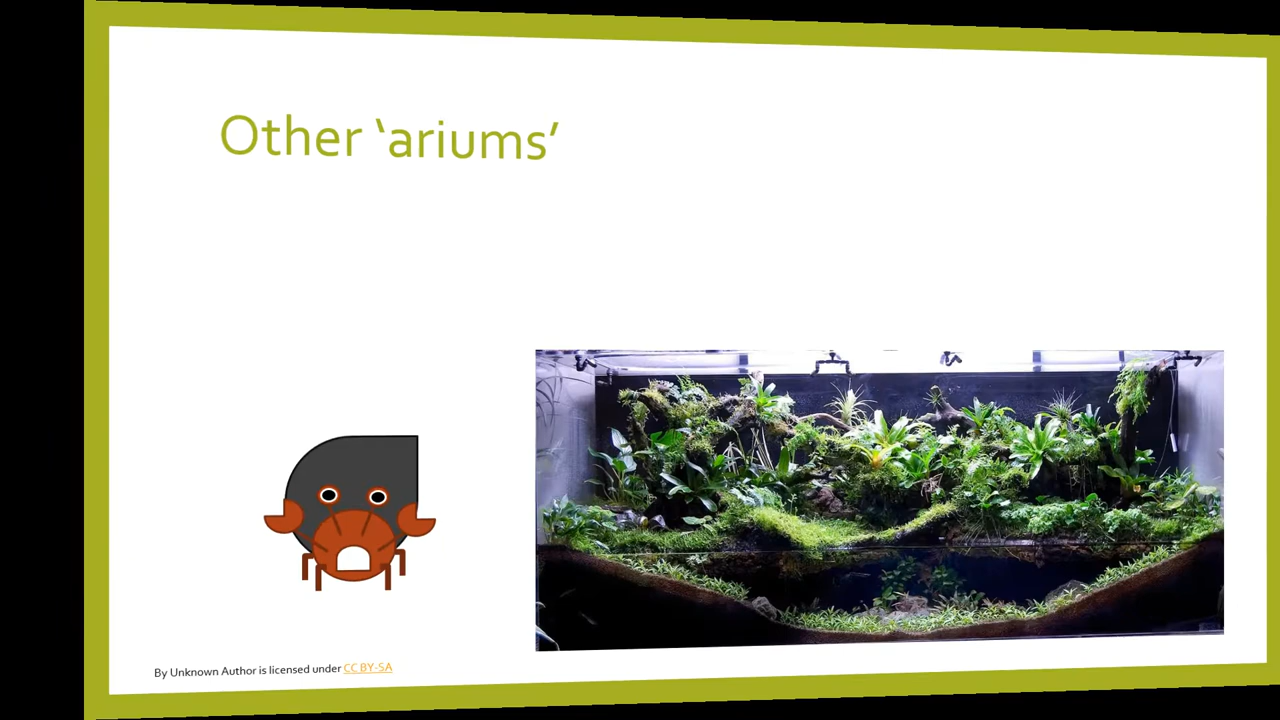 Other ‘ariums’
By Unknown Author is licensed under CC BY-SA